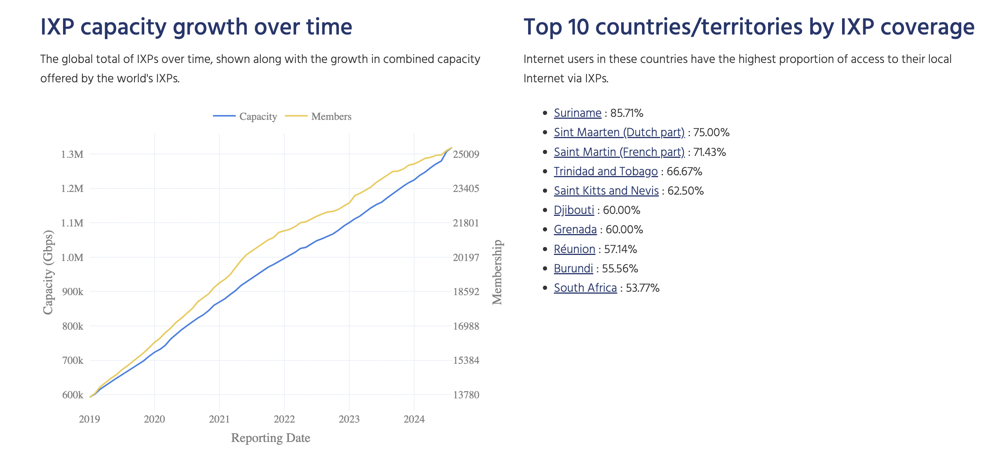 IXP capacity growth over time
The global total of IXPs over time, shown along with the growth in combined capacity
offered by the world's IXPs.
Capacity
Members
1.3M
1.2M
1.1M
1.0M
900k
800k
700k
600k
Capacity (Gbps)
25009
23405
21801
20197
18592
16988
15384
13780
Membership
2019
2020
2021
2022
2023
2024
Reporting Date
Top 10 countries/territories by IXP coverage
Internet users in these countries have the highest proportion of access to their local
Internet via IXPs.
• Suriname : 85.71%
• Sint Maarten (Dutch part) : 75.00%
• Saint Martin (French part) : 71.43%
• Trinidad and Tobago : 66.67%
• Saint Kitts and Nevis : 62.50%
• Djibouti : 60.00%
• Grenada : 60.00%
• Réunion : 57.14%
• Burundi : 55.56%
• South Africa : 53.77%